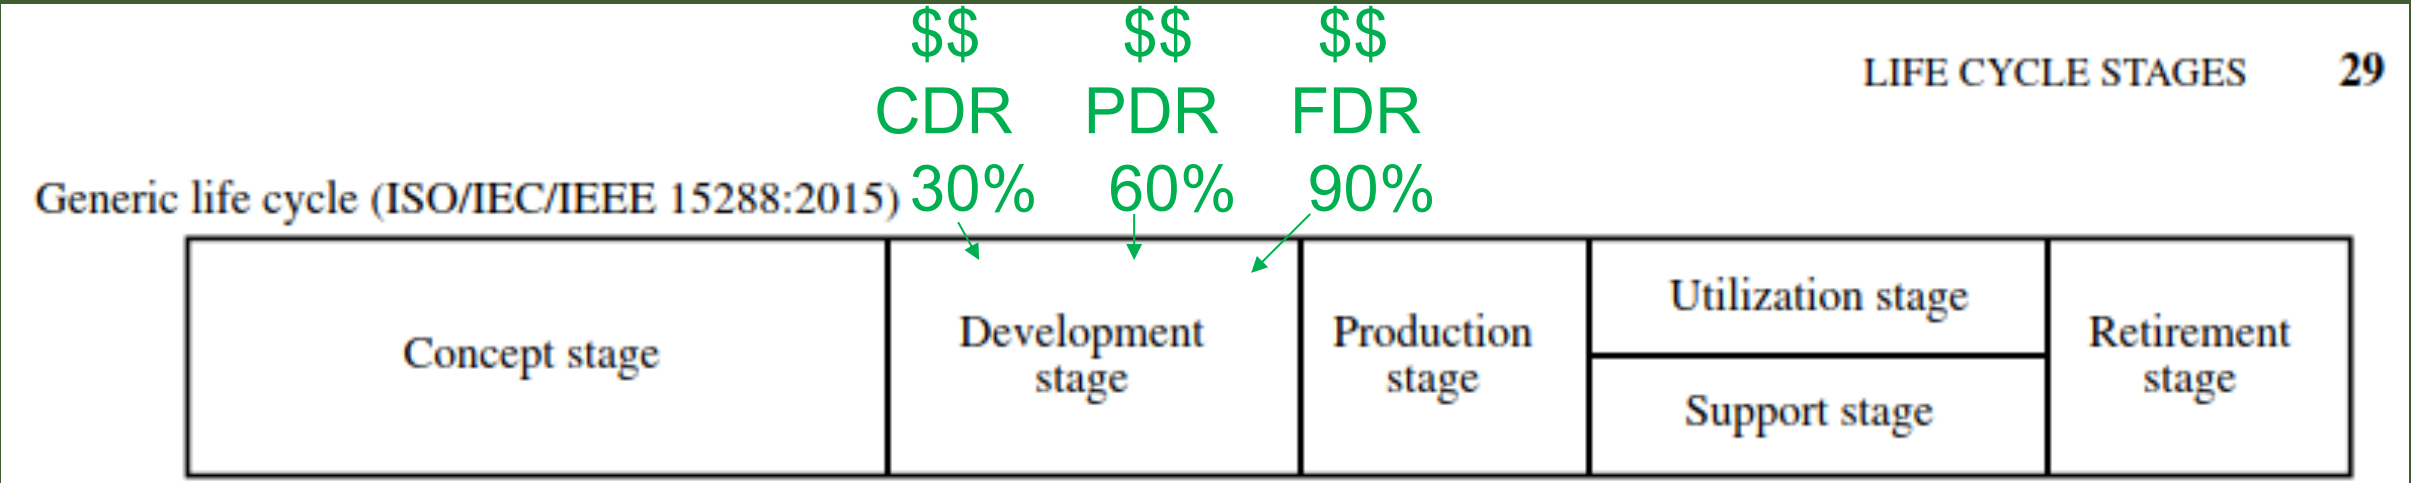 $$ $$ $$
LIFE CYCLE STAGES 29
CDR PDR FDR
Generic life cycle (ISO/IEC/IEEE 15288:2015) 30% 60% 90%
Concept stage
Development
stage
Production
stage
Utilization stage
Support stage
Retirement
stage